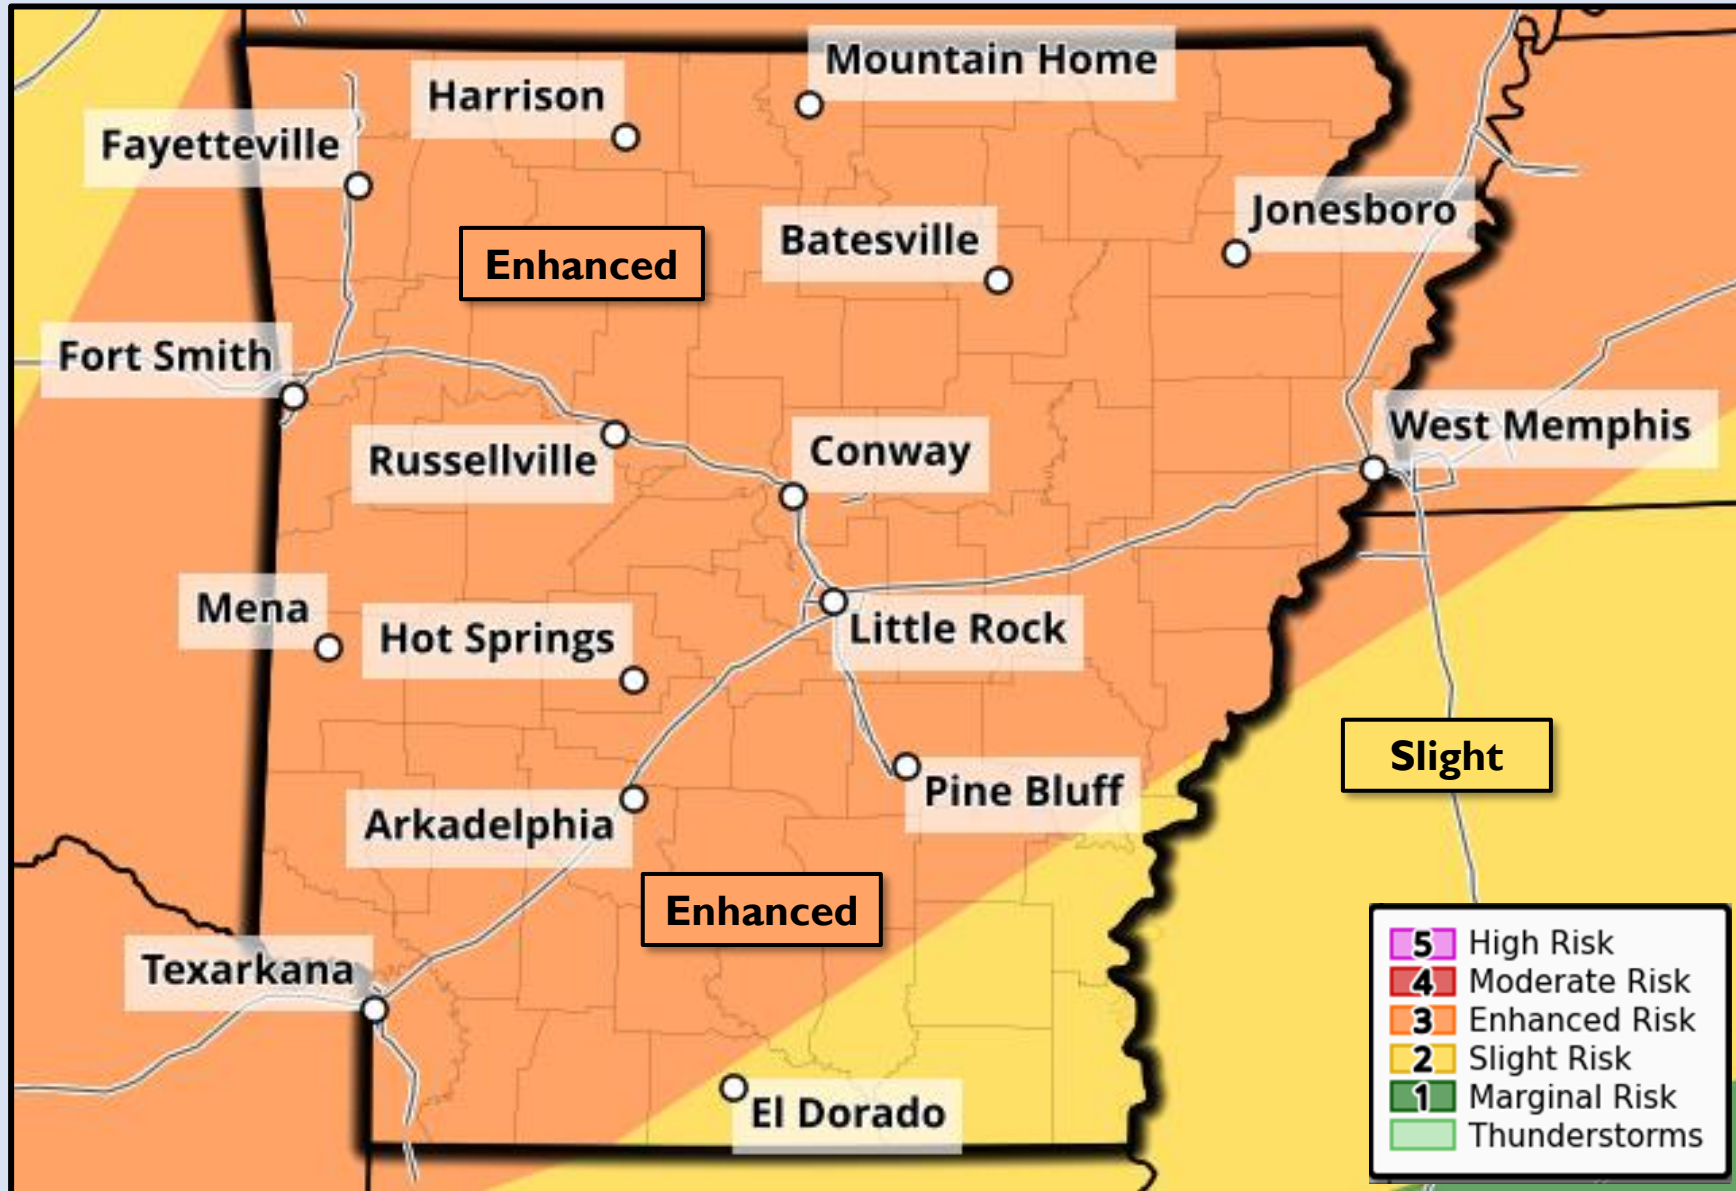 Mountain Home
Harrison
Fayetteville
Jonesboro
Batesville
Enhanced
Fort Smith
West Memphis
Russellville
Conway
Mena
Hot Springs
Little Rock
Slight
Pine Bluff
Arkadelphia
Enhanced
Texarkana
El Dorado
5 High Risk
4 Moderate Risk
3 Enhanced Risk
2 Slight Risk
1 Marginal Risk
Thunderstorms